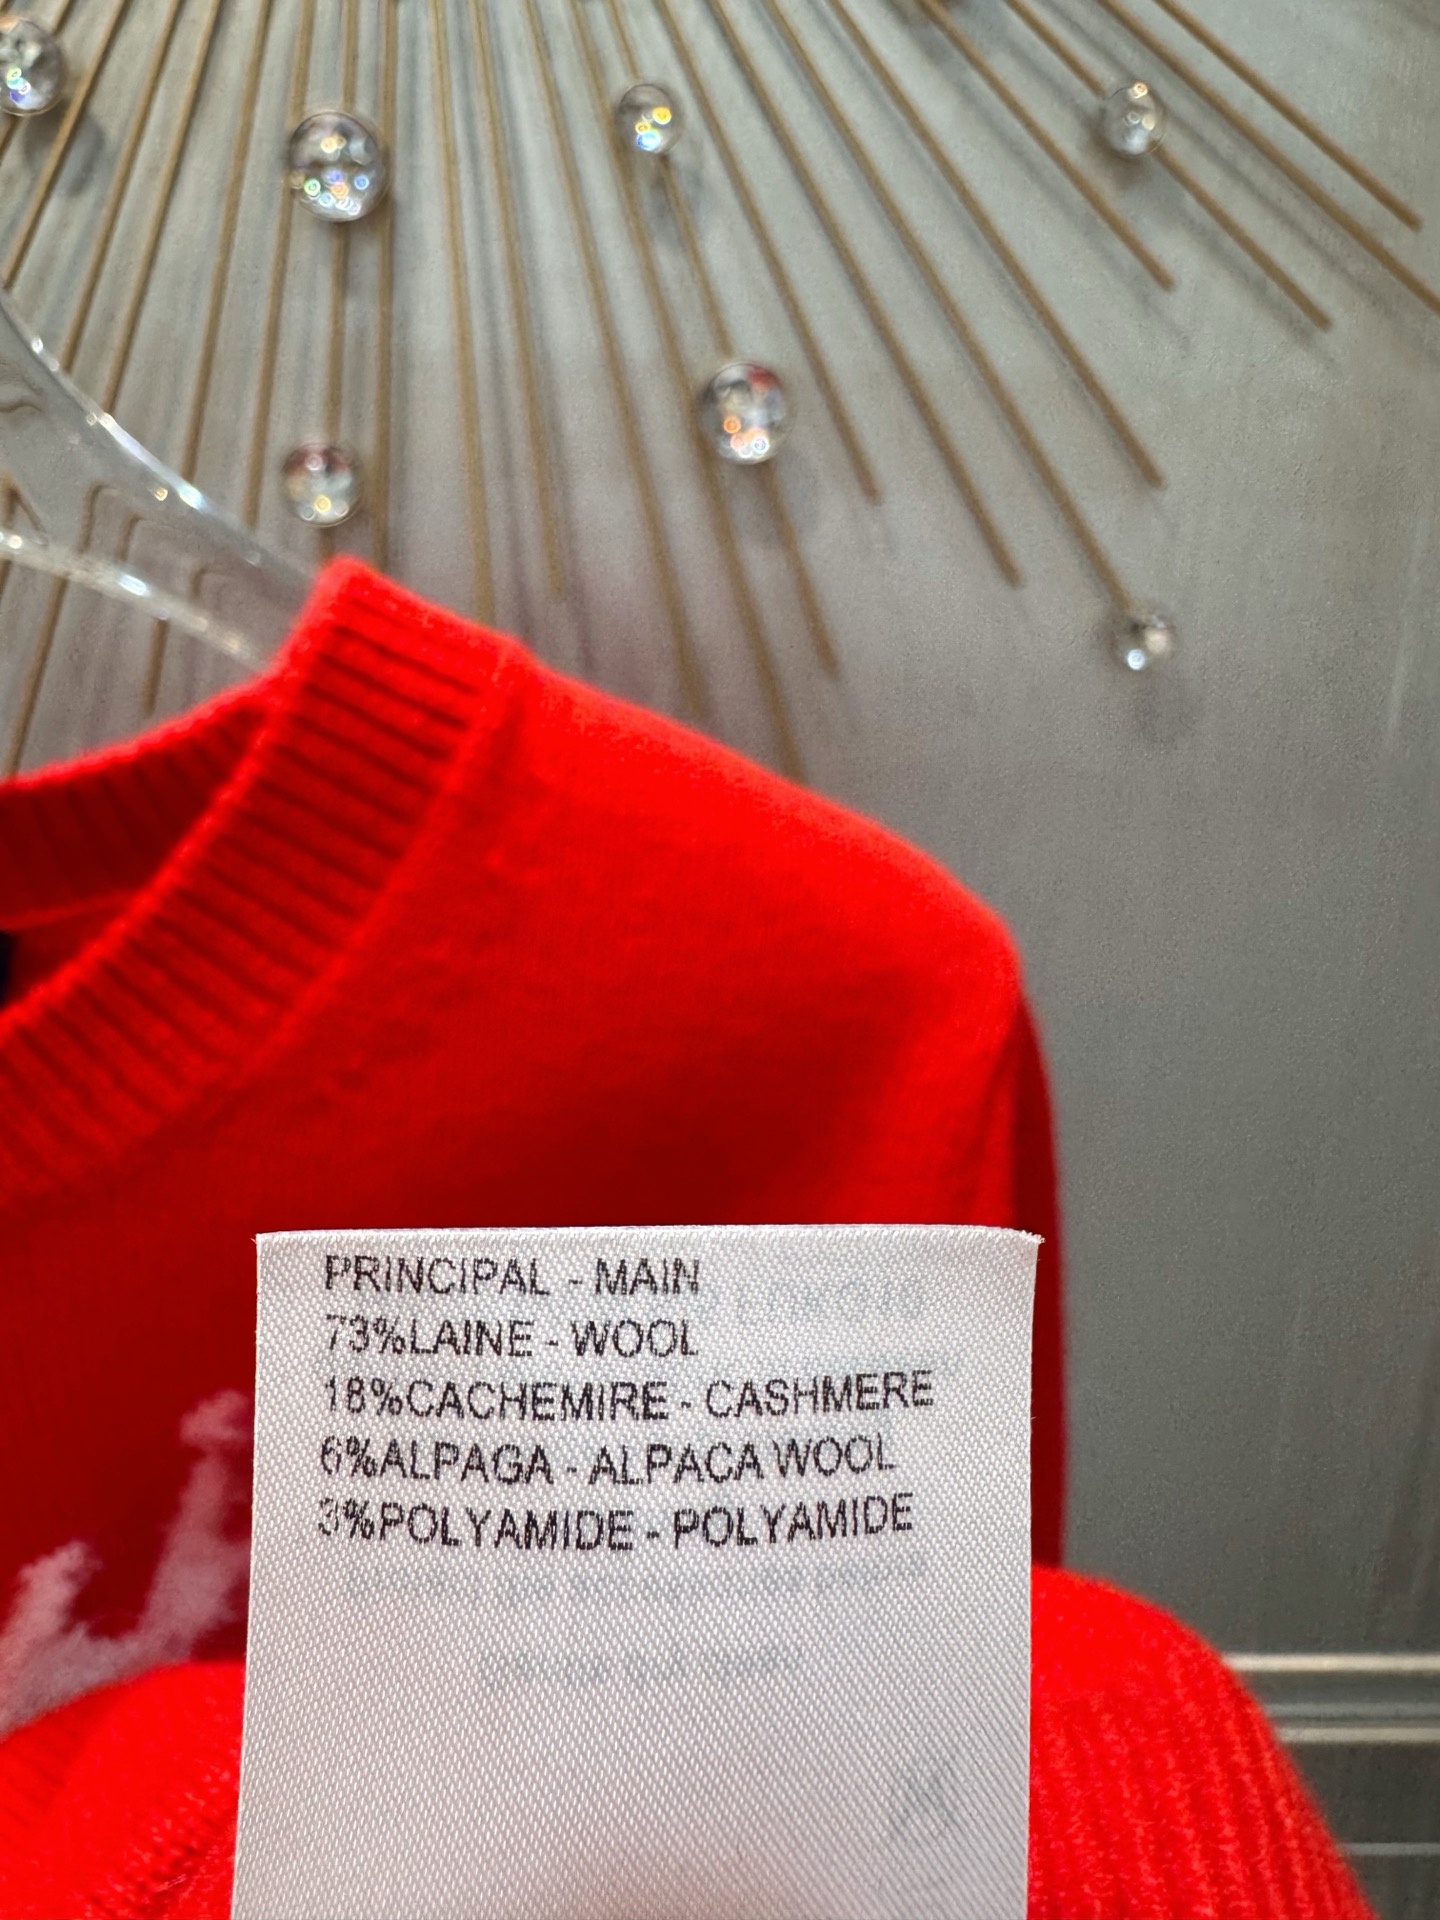 PRINCIPAL - MAIN
73%LAINE - WOOL
18%CACHEMIRE - CASHMERE
6%ALPAGA - ALPACA WOOL
3%POLYAMIDE - POLYAMIDE